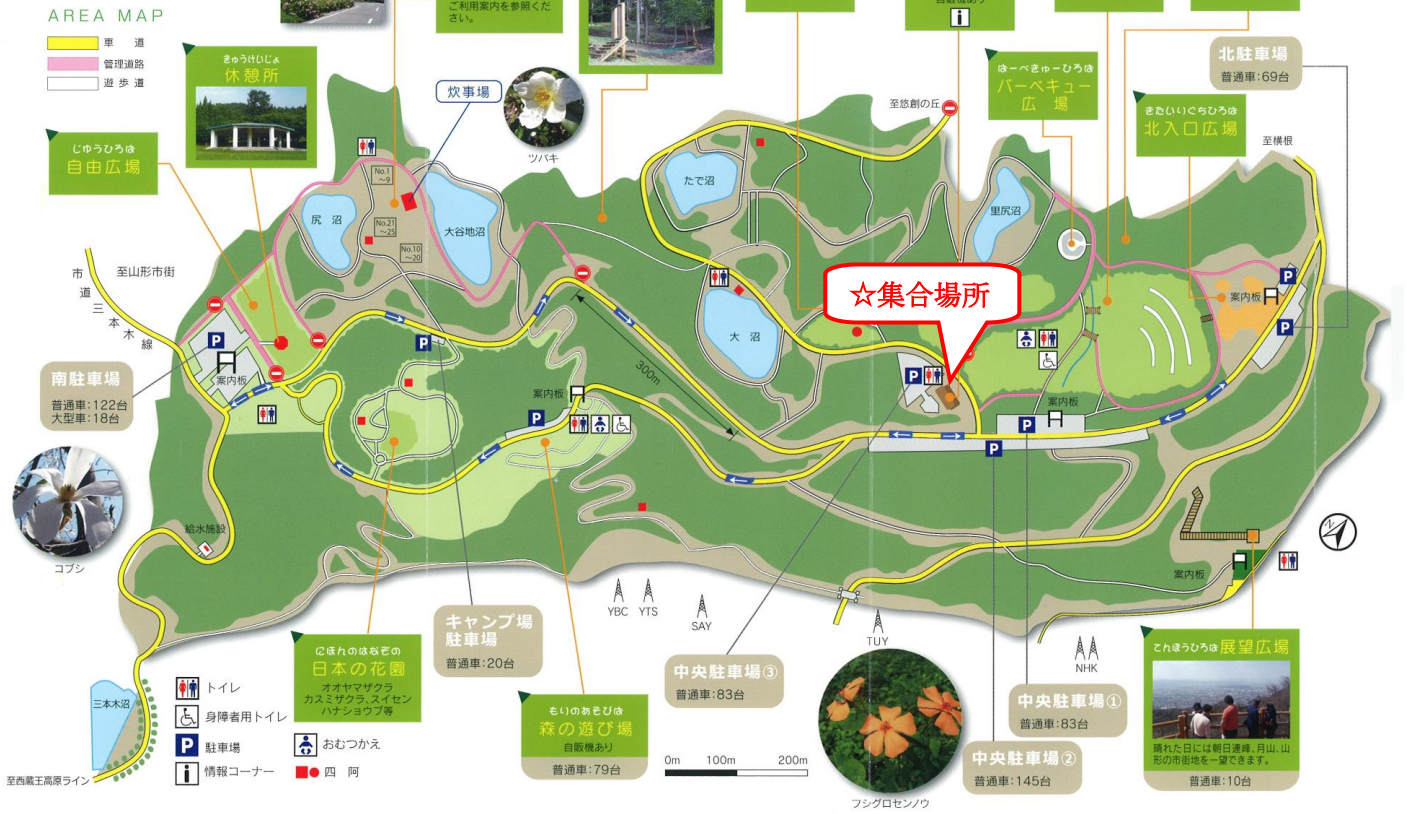 AREA MAP
車 道
管理道路
遊 歩 道
ご利用案内を参照くだ
さい。
自販機あり
i
きゅうけいじょ
休憩所
炊事場
ツバキ
じゆうひろば
自由広場
ばーべきゅーひろば
バーベキュー
広 場
きたいりぐちひろば
北入口広場
北駐車場
普通車:69台
至悠創の丘
至横根
No.1
～9
No.21
～25
No.10
～20
尻 沼
大谷地沼
たで沼
里尻沼
大 沼
☆集合場所
市
道
三
本
木
線
至山形市街
P
案内板
南駐車場
普通車:122台
大型車:18台
P
案内板
P
300m
P
P
案内板
P
案内板
P
P
コブシ
給水施設
案内板
YBC
YTS
SAY
TUY
NHK
N
キャンプ場
駐車場
普通車:20台
にほんのはなぞの
日本の花園
オオヤマザクラ
カスミザクラ、スイセン
ハナショウブ等
もりのあそびば
森の遊び場
自販機あり
普通車:79台
中央駐車場③
普通車:83台
中央駐車場①
普通車:83台
中央駐車場②
普通車:145台
てんぼうひろば 展望広場
晴れた日には朝日連峰、月山、山
形の市街地を一望できます。
普通車:10台
三本木沼
至西蔵王高原ライン
トイレ
身障者用トイレ
P 駐車場
おむつかえ
i 情報コーナー
四 阿
0m 100m 200m
フシグロセンノウ